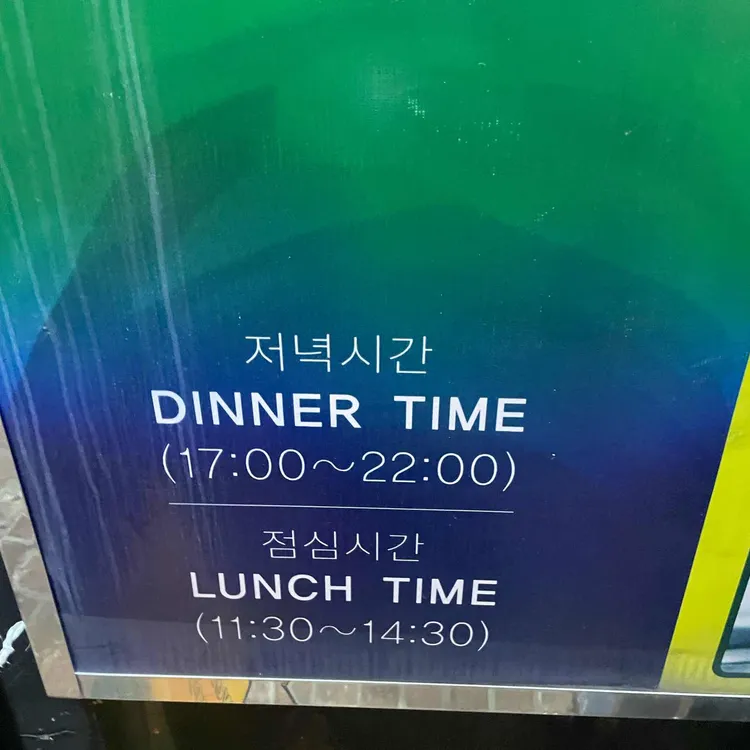 저녁시간
DINNER TIME
(17:00~22:00)
점심시간
LUNCH TIME
(11:30~14:30)